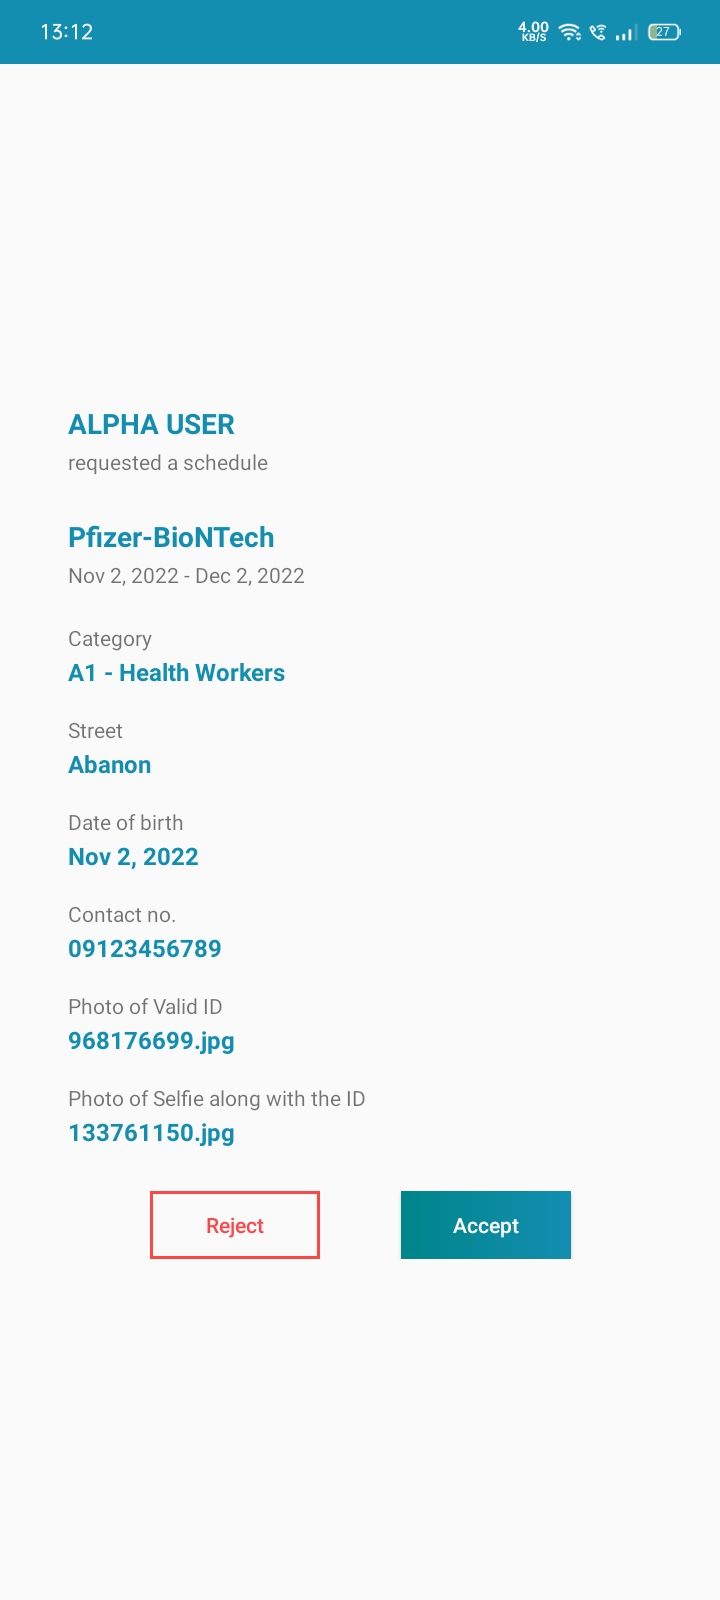 13:12
4.00
KB/S
27
ALPHA USER
requested a schedule
Pfizer-BioNTech
Nov 2, 2022 - Dec 2, 2022
Category
A1 - Health Workers
Street
Abanon
Date of birth
Nov 2, 2022
Contact no.
09123456789
Photo of Valid ID
968176699.jpg
Photo of Selfie along with the ID
133761150.jpg
Reject
Accept